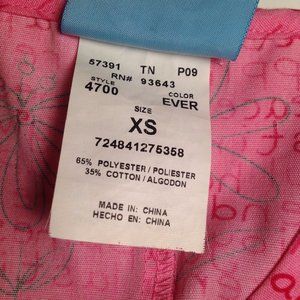 57391 TN P09
RN# 93643
STYLE COLOR
4700 EVER
SIZE
XS
724841275358
65% POLYESTER / POLIESTER
35% COTTON / ALGODON
MADE IN: CHINA
HECHO EN: CHINA